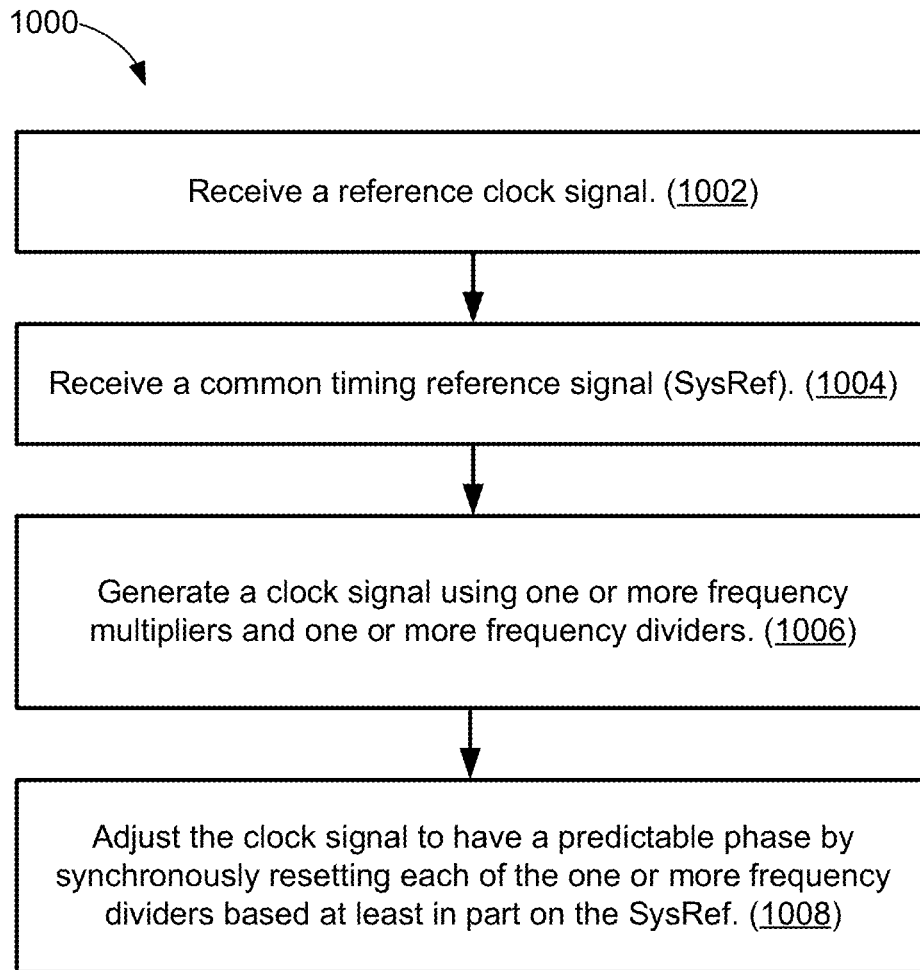 1000
Receive a reference clock signal. (1002)
Receive a common timing reference signal (SysRef). (1004)
Generate a clock signal using one or more frequency
multipliers and one or more frequency dividers. (1006)
Adjust the clock signal to have a predictable phase by
synchronously resetting each of the one or more frequency
dividers based at least in part on the SysRef. (1008)